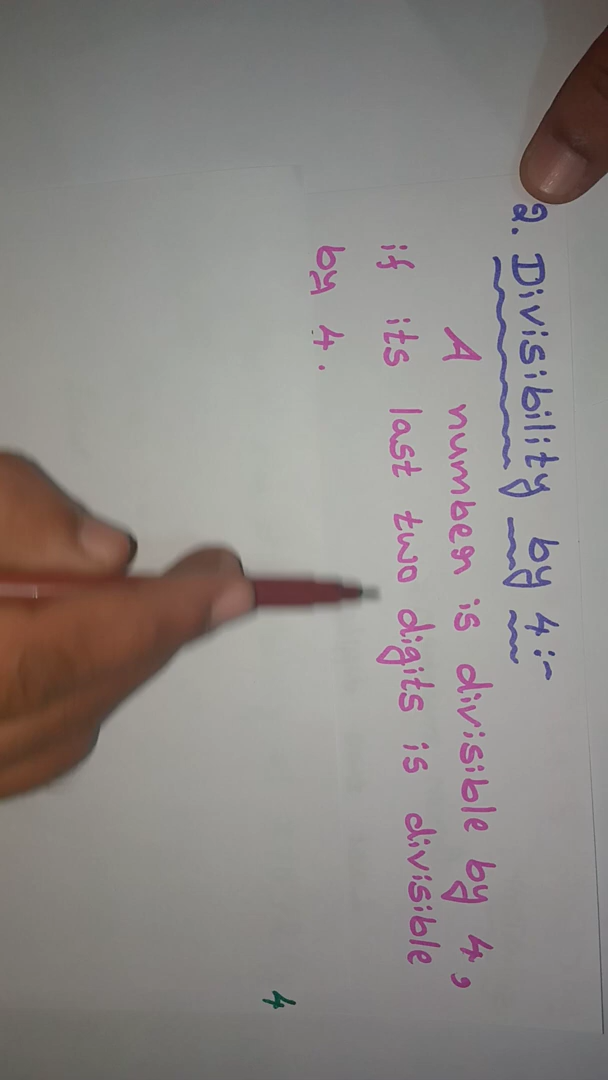 2. Divisibility by 4:-
A number is divisible by 4,
if its last two digits is divisible
by 4.
4